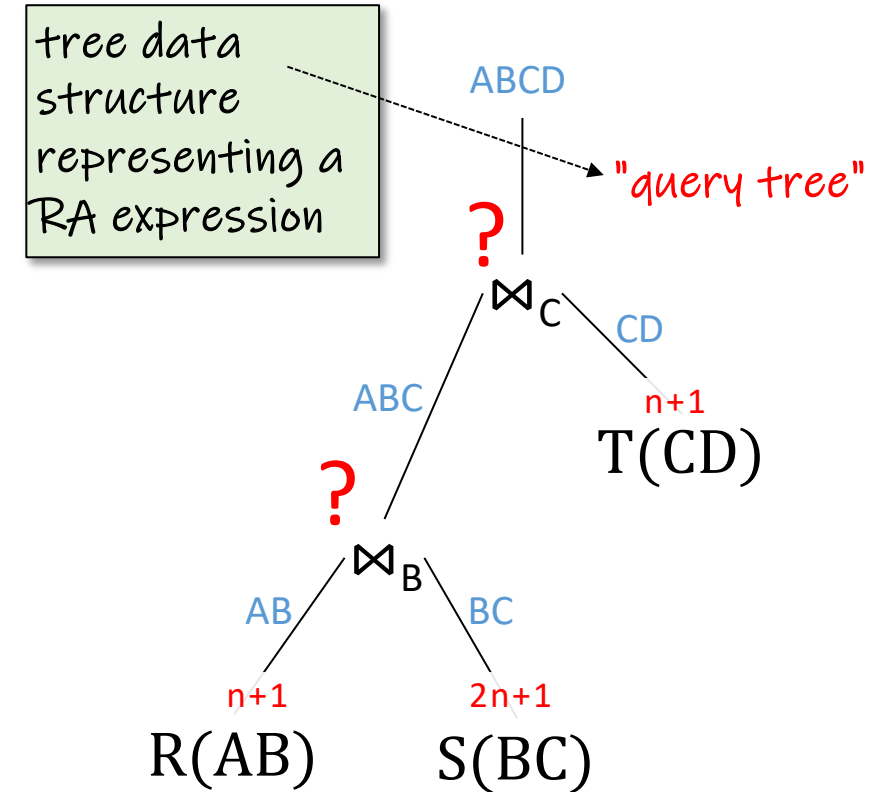 tree data
structure
representing a
RA expression
ABCD
"query tree"
?
⋈C
CD
ABC
n+1
T(CD)
?
⋈B
AB
BC
n+1
2n+1
R(AB)
S(BC)